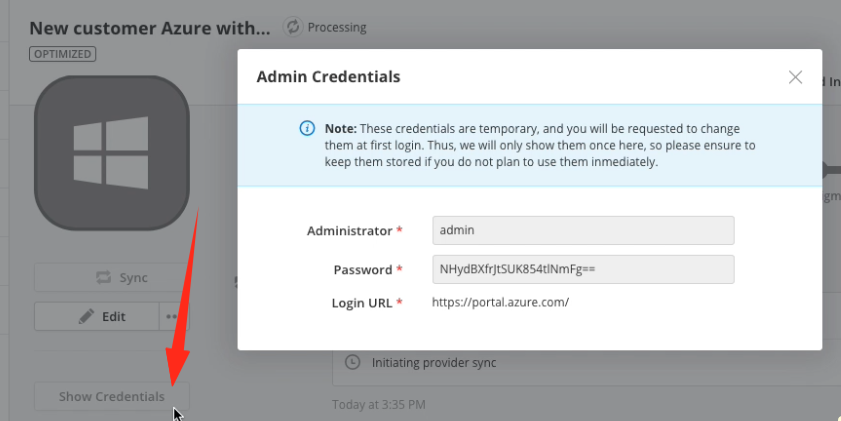 New customer Azure with...
Processing
OPTIMIZED
Admin Credentials
Note: These credentials are temporary, and you will be requested to change
them at first login. Thus, we will only show them once here, so please ensure to
keep them stored if you do not plan to use them inmediately.
Administrator *
admin
Password *
NHydBXfrJtSUK854tlNmFg==
Login URL *
https://portal.azure.com/
Sync
Edit
Initiating provider sync
Show Credentials
Today at 3:35 PM